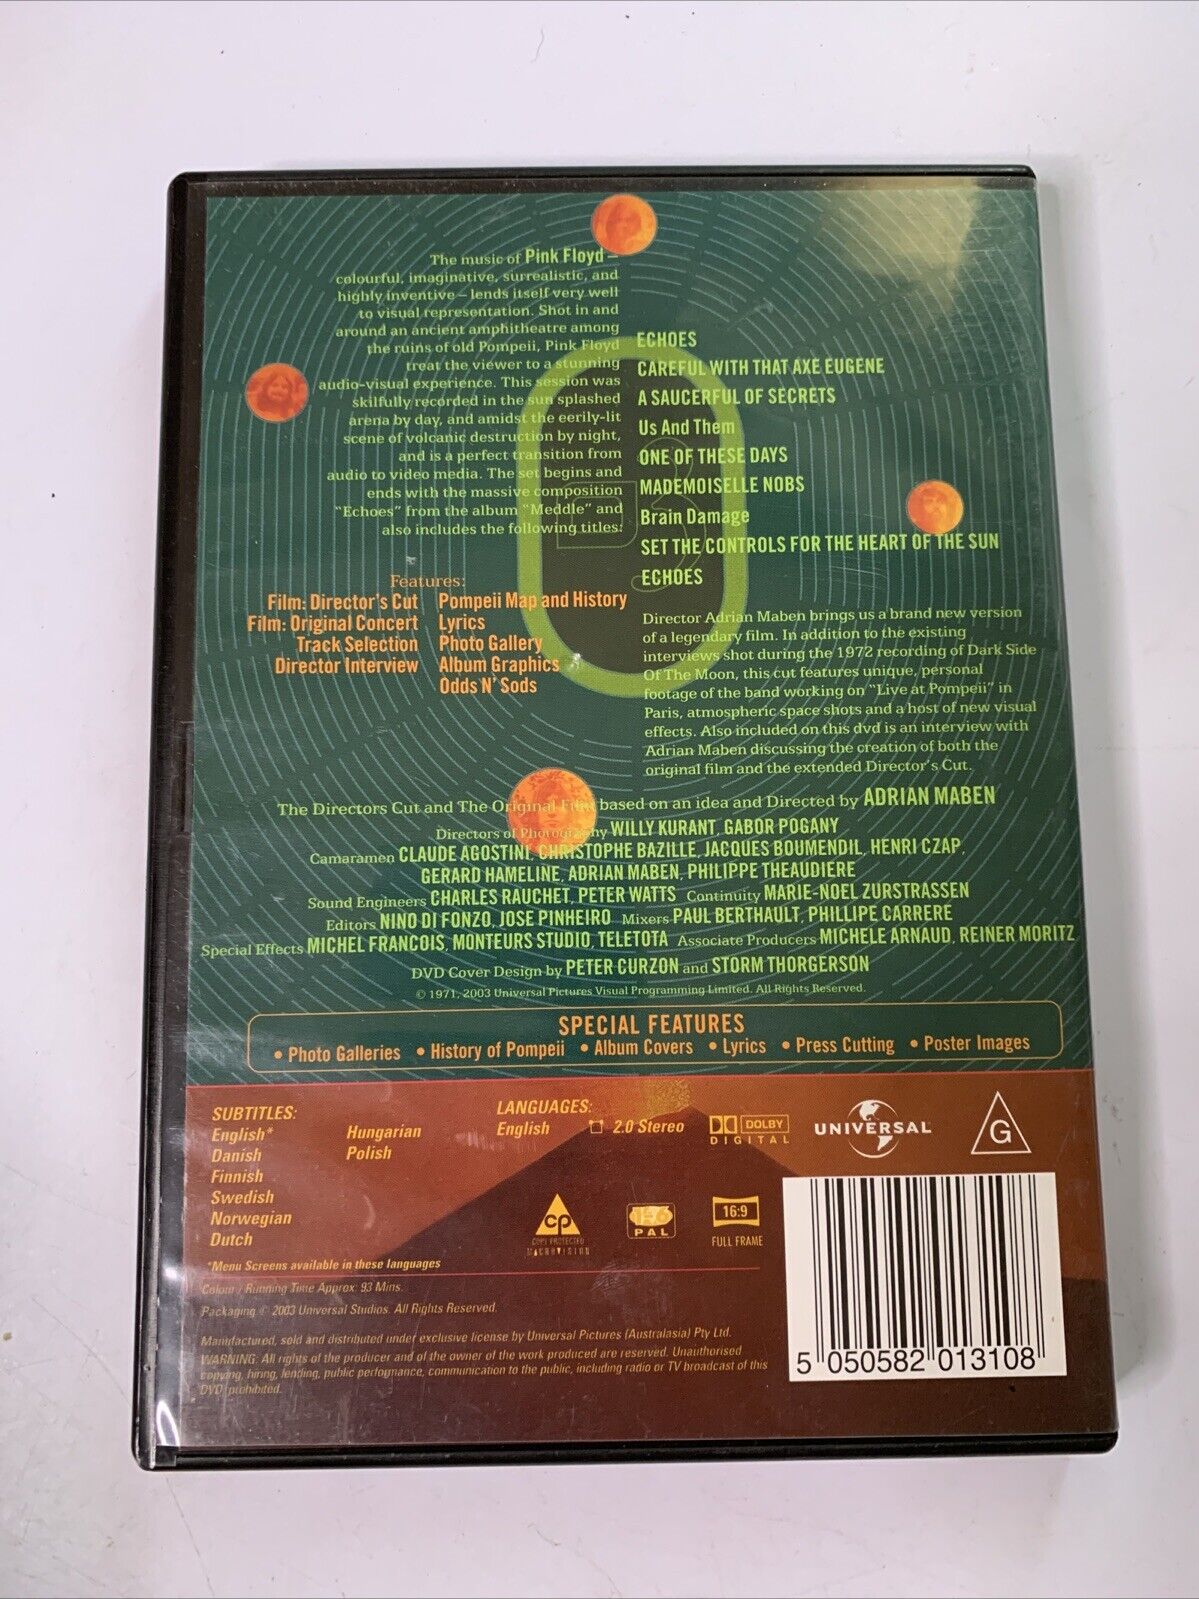 The music of Pink Floyd –
colourful, imaginative, surrealistic, and
highly inventive – lends itself very well
to visual representation. Shot in and
around an ancient amphitheatre among
the ruins of old Pompeii, Pink Floyd
treat the viewer to a stunning
audio-visual experience. This session was
skilfully recorded in the sun splashed
arena by day, and amidst the eerily-lit
scene of volcanic destruction by night,
and is a perfect transition from
audio to video media. The set begins and
ends with the massive composition
"Echoes" from the album "Meddle" and
also includes the following titles:
ECHOES
CAREFUL WITH THAT AXE EUGENE
A SAUCERFUL OF SECRETS
Us And Them
ONE OF THESE DAYS
MADEMOISELLE NOBS
Brain Damage
SET THE CONTROLS FOR THE HEART OF THE SUN
ECHOES
Features:
Film: Director's Cut
Film: Original Concert
Track Selection
Director Interview
Pompeii Map and History
Lyrics
Photo Gallery
Album Graphics
Odds N' Sods
Director Adrian Maben brings us a brand new version
of a legendary film. In addition to the existing
interviews shot during the 1972 recording of Dark Side
Of The Moon, this cut features unique, personal
footage of the band working on "Live at Pompeii" in
Paris, atmospheric space shots and a host of new visual
effects. Also included on this dvd is an interview with
Adrian Maben discussing the creation of both the
original film and the extended Director's Cut.
The Directors Cut and The Original Film based on an idea and Directed by ADRIAN MABEN
Directors of Photography WILLY KURANT, GABOR POGANY
Camaramen CLAUDE AGOSTINI, CHRISTOPHE BAZILLE, JACQUES BOUMENDIL, HENRI CZAP,
GERARD HAMELINE, ADRIAN MABEN, PHILIPPE THEAUDIERE
Sound Engineers CHARLES RAUCHET, PETER WATTS Continuity MARIE-NOEL ZURSTRASSEN
Editors NINO DI FONZO, JOSE PINHEIRO Mixers PAUL BERTHAULT, PHILLIPE CARRERE
Special Effects MICHEL FRANCOIS, MONTEURS STUDIO, TELETOTA Associate Producers MICHELE ARNAUD, REINER MORITZ
DVD Cover Design by PETER CURZON and STORM THORGERSON
© 1971, 2003 Universal Pictures Visual Programming Limited. All Rights Reserved.
SPECIAL FEATURES
• Photo Galleries • History of Pompeii • Album Covers • Lyrics • Press Cutting • Poster Images
SUBTITLES:
English*
Danish
Finnish
Swedish
Norwegian
Dutch
Hungarian
Polish
*Menu Screens available in these languages
LANGUAGES:
English 2.0 Stereo
DOLBY
DIGITAL
UNIVERSAL
G
CP
COPY PROTECTED
MACROVISION
PAL
16:9
FULL FRAME
Colour / Running Time Approx: 93 Mins.
Packaging © 2003 Universal Studios. All Rights Reserved.
Manufactured, sold and distributed under exclusive license by Universal Pictures (Australasia) Pty Ltd.
WARNING: All rights of the producer and of the owner of the work produced are reserved. Unauthorised
copying, hiring, lending, public performance, communication to the public, including radio or TV broadcast of this
DVD prohibited.
5 050582 013108